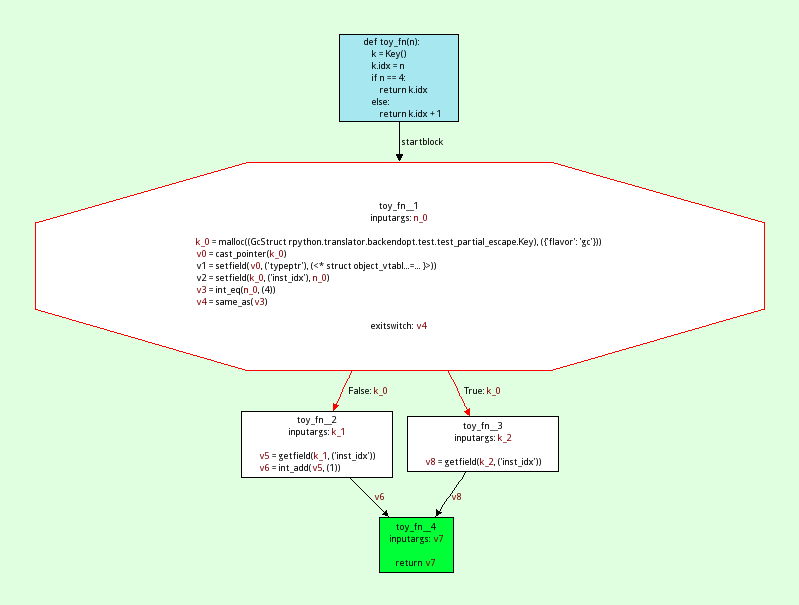 def toy_fn(n):
k = Key()
k.idx = n
if n == 4:
return k.idx
else:
return k.idx + 1
startblock
toy_fn__1
inputargs: n_0
k_0 = malloc((GcStruct rpython.translator.backendopt.test.test_partial_escape.Key), ({'flavor': 'gc'}))
v0 = cast_pointer(k_0)
v1 = setfield(v0, ('typeptr'), (<* struct object_vtabl...=... }>))
v2 = setfield(k_0, ('inst_idx'), n_0)
v3 = int_eq(n_0, (4))
v4 = same_as(v3)
exitswitch: v4
False: k_0
True: k_0
toy_fn__2
inputargs: k_1
v5 = getfield(k_1, ('inst_idx'))
v6 = int_add(v5, (1))
toy_fn__3
inputargs: k_2
v8 = getfield(k_2, ('inst_idx'))
v6
v8
toy_fn__4
inputargs: v7
return v7